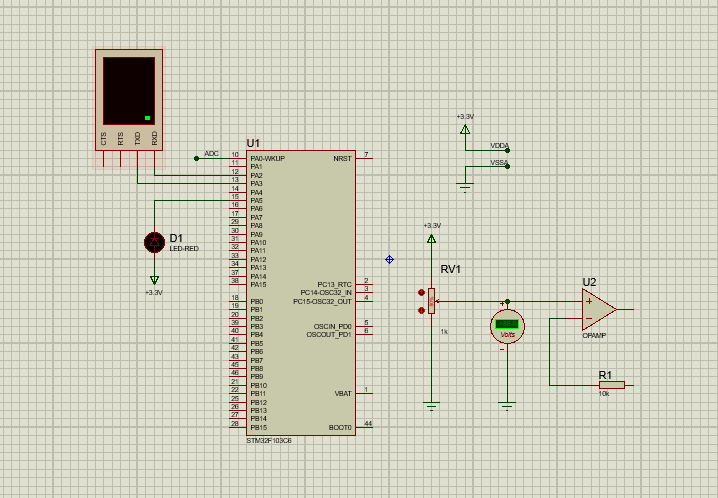 CTS
RTS
TXD
RXD
+3.3V
VDDA
VSSA
ADC
U1
10 PA0-WKUP NRST 7
11 PA1
12 PA2
13 PA3
14 PA4
15 PA5
16 PA6
17 PA7
29 PA8
30 PA9
31 PA10
32 PA11
33 PA12
34 PA13
37 PA14
38 PA15
PC13_RTC 2
PC14-OSC32_IN 3
PC15-OSC32_OUT 4
18 PB0
19 PB1
20 PB2
39 PB3
40 PB4
41 PB5
42 PB6
43 PB7
45 PB8
46 PB9
21 PB10
22 PB11
25 PB12
26 PB13
27 PB14
28 PB15
OSCIN_PD0 5
OSCOUT_PD1 6
VBAT 1
BOOT0 44
STM32F103C6
D1
LED-RED
+3.3V
+3.3V
RV1
1k
+
Volts
-
U2
+
-
OPAMP
R1
10k